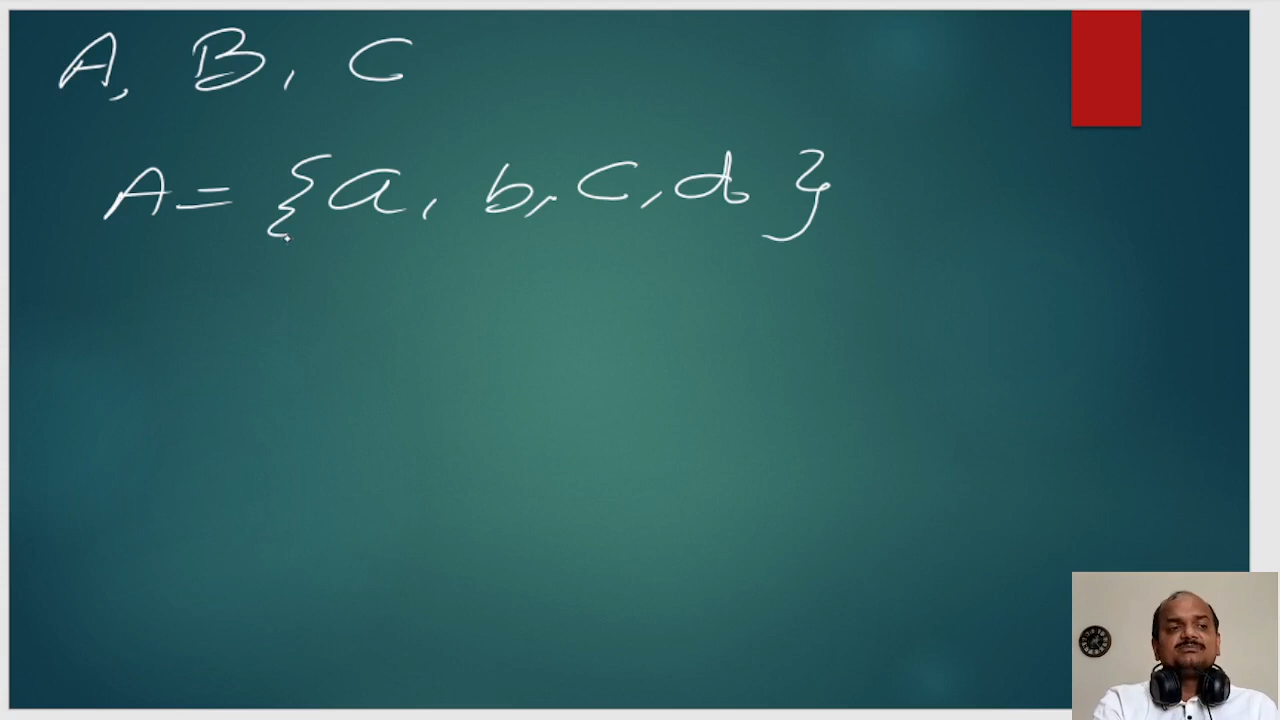 A, B, C
A = {a, b, c, d}